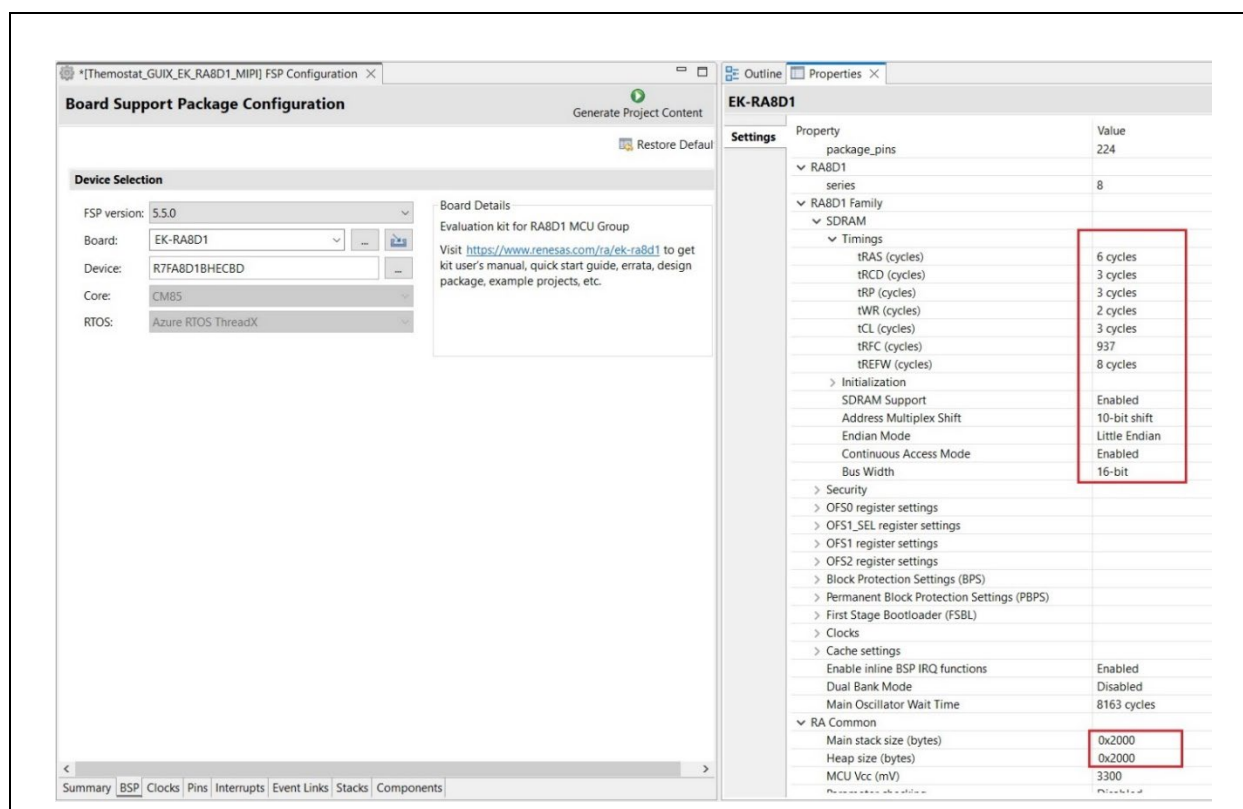 *[Themostat_GUIX_EK_RA8D1_MIPI] FSP Configuration
Board Support Package Configuration
Generate Project Content
Restore Defaul
Device Selection
FSP version: 5.5.0
Board: EK-RA8D1 ...
Device: R7FA8D1BHECBD ...
Core: CM85
RTOS: Azure RTOS ThreadX
Board Details
Evaluation kit for RA8D1 MCU Group
Visit https://www.renesas.com/ra/ek-ra8d1 to get
kit user's manual, quick start guide, errata, design
package, example projects, etc.
Summary BSP Clocks Pins Interrupts Event Links Stacks Components
Outline Properties
EK-RA8D1
Settings
Property Value
package_pins 224
RA8D1
series 8
RA8D1 Family
SDRAM
Timings
tRAS (cycles) 6 cycles
tRCD (cycles) 3 cycles
tRP (cycles) 3 cycles
tWR (cycles) 2 cycles
tCL (cycles) 3 cycles
tRFC (cycles) 937
tREFW (cycles) 8 cycles
Initialization
SDRAM Support Enabled
Address Multiplex Shift 10-bit shift
Endian Mode Little Endian
Continuous Access Mode Enabled
Bus Width 16-bit
Security
OFS0 register settings
OFS1_SEL register settings
OFS1 register settings
OFS2 register settings
Block Protection Settings (BPS)
Permanent Block Protection Settings (PBPS)
First Stage Bootloader (FSBL)
Clocks
Cache settings
Enable inline BSP IRQ functions Enabled
Dual Bank Mode Disabled
Main Oscillator Wait Time 8163 cycles
RA Common
Main stack size (bytes) 0x2000
Heap size (bytes) 0x2000
MCU Vcc (mV) 3300